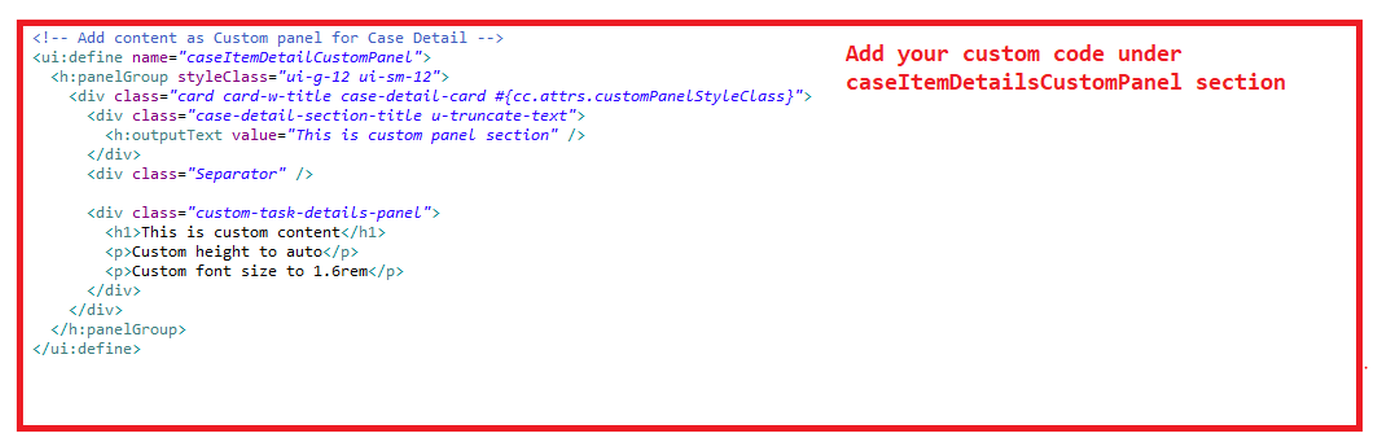 <!-- Add content as Custom panel for Case Detail -->
<ui:define name="caseItemDetailCustomPanel">
<h:panelGroup styleClass="ui-g-12 ui-sm-12">
<div class="card card-w-title case-detail-card #{cc.attrs.customPanelStyleClass}">
<div class="case-detail-section-title u-truncate-text">
<h:outputText value="This is custom panel section" />
</div>
<div class="Separator" />
<div class="custom-task-details-panel">
<h1>This is custom content</h1>
<p>Custom height to auto</p>
<p>Custom font size to 1.6rem</p>
</div>
</div>
</h:panelGroup>
</ui:define>
Add your custom code under
caseItemDetailsCustomPanel section